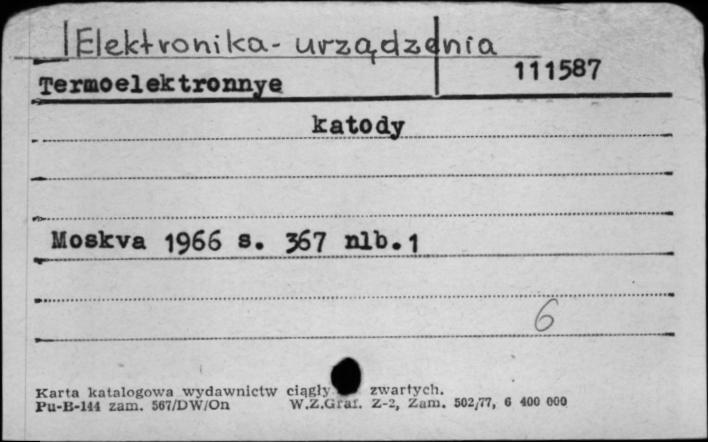 Elektronika - urządzenia
111587
Termoelektronnye
katody
Moskva 1966 s. 367 nlb. 1
6
Karta katalogowa wydawnictw ciągły zwartych.
Pu-B-144 zam. 567/DW/On W.Z.Graf. Z-2, Zam. 502/77, 6 400 000